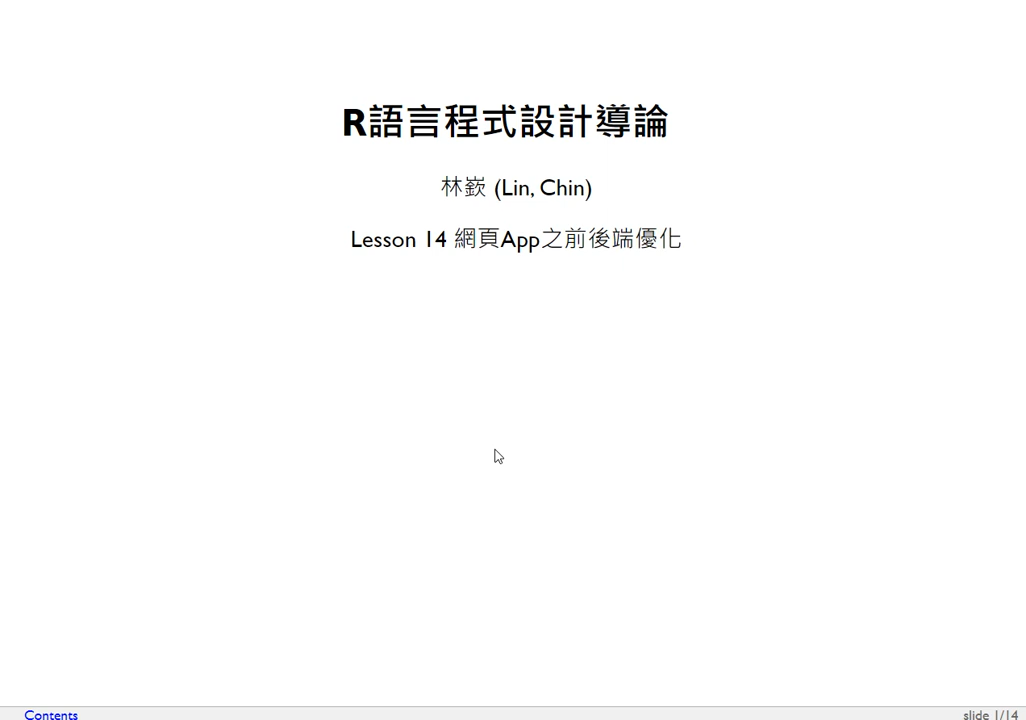 R語言程式設計導論
林嶔 (Lin, Chin)
Lesson 14 網頁App之前後端優化
Contents
slide 1/14